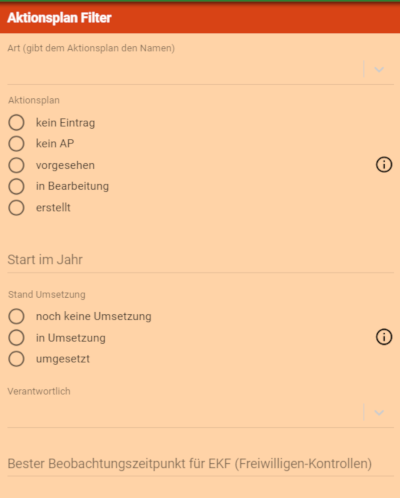 Aktionsplan Filter
Art (gibt dem Aktionsplan den Namen)
Aktionsplan
kein Eintrag
kein AP
vorgesehen
in Bearbeitung
erstellt
Start im Jahr
Stand Umsetzung
noch keine Umsetzung
in Umsetzung
umgesetzt
Verantwortlich
Bester Beobachtungszeitpunkt für EKF (Freiwilligen-Kontrollen)